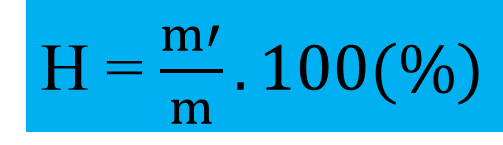 H = m′/m . 100(%)